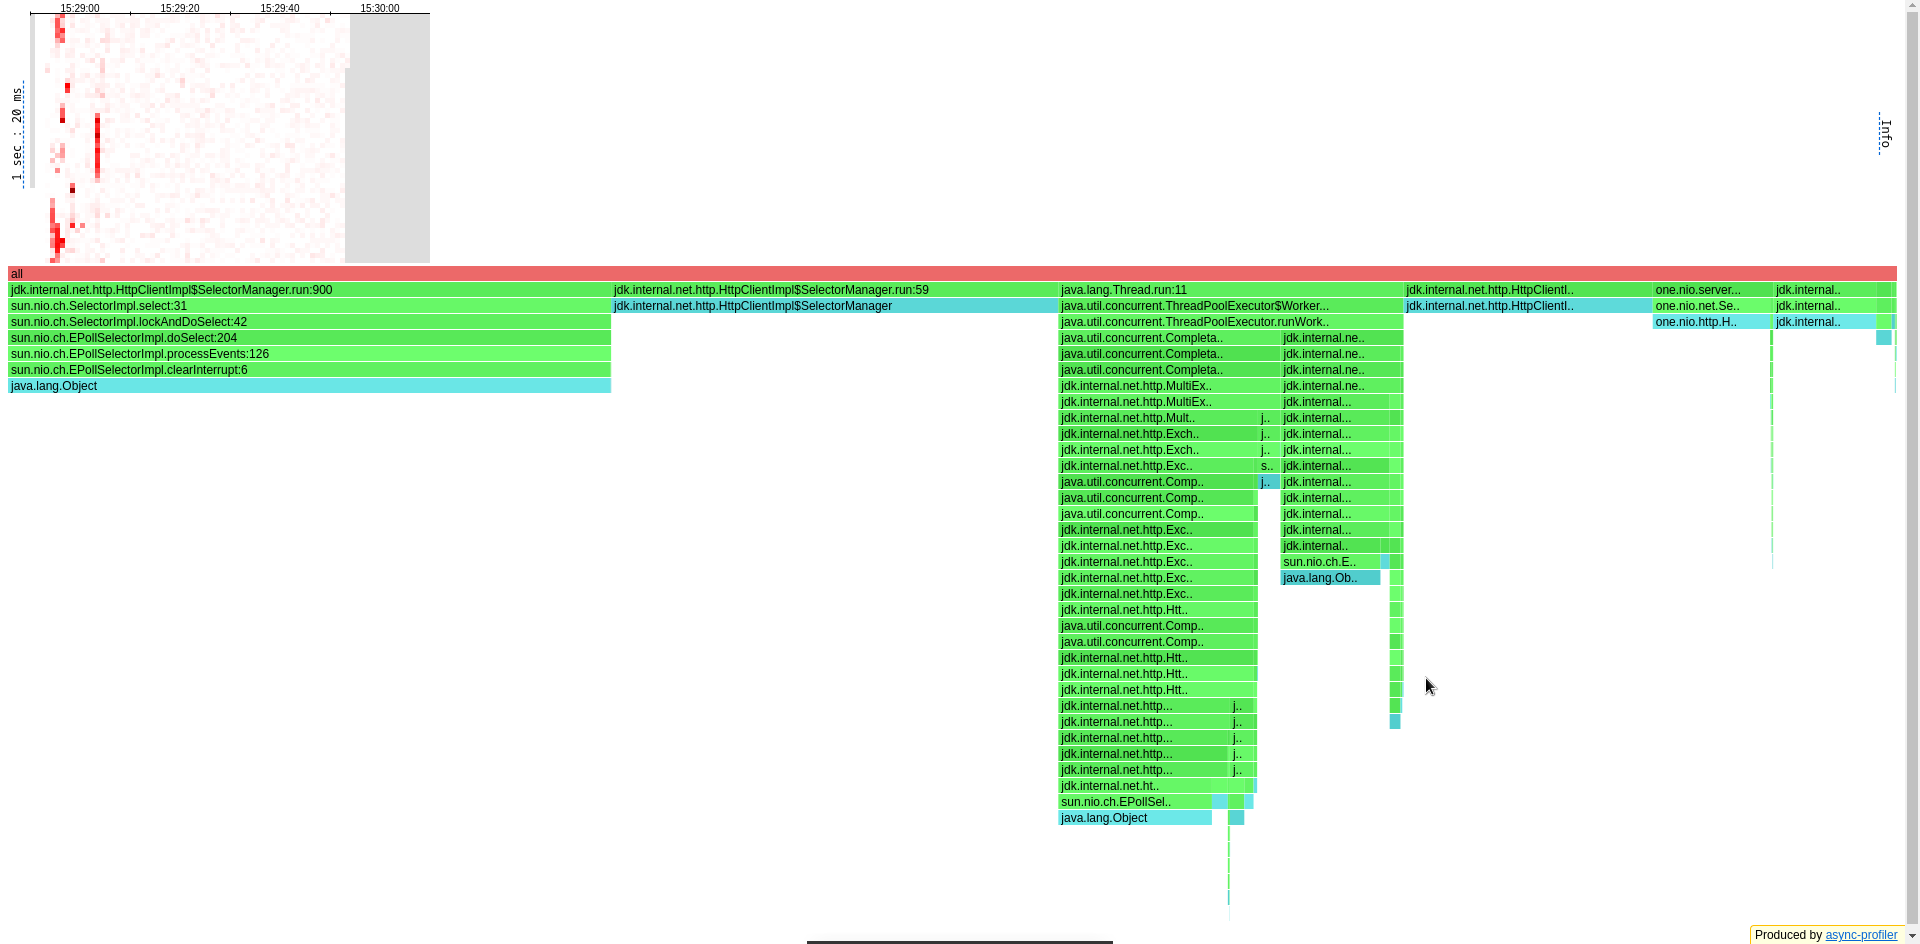 15:29:00 15:29:20 15:29:40 15:30:00
1 sec : 20 ms
Info
all
jdk.internal.net.http.HttpClientImpl$SelectorManager.run:900 jdk.internal.net.http.HttpClientImpl$SelectorManager.run:59 java.lang.Thread.run:11 jdk.internal.net.http.HttpClientI.. one.nio.server... jdk.internal..
sun.nio.ch.SelectorImpl.select:31 jdk.internal.net.http.HttpClientImpl$SelectorManager java.util.concurrent.ThreadPoolExecutor$Worker... jdk.internal.net.http.HttpClientI.. one.nio.net.Se.. jdk.internal..
sun.nio.ch.SelectorImpl.lockAndDoSelect:42 java.util.concurrent.ThreadPoolExecutor.runWork.. one.nio.http.H.. jdk.internal..
sun.nio.ch.EPollSelectorImpl.doSelect:204 java.util.concurrent.Completa.. jdk.internal.ne..
sun.nio.ch.EPollSelectorImpl.processEvents:126 java.util.concurrent.Completa.. jdk.internal.ne..
sun.nio.ch.EPollSelectorImpl.clearInterrupt:6 java.util.concurrent.Completa.. jdk.internal.ne..
java.lang.Object jdk.internal.net.http.MultiEx.. jdk.internal.ne..
jdk.internal.net.http.MultiEx.. jdk.internal...
jdk.internal.net.http.Mult.. j.. jdk.internal...
jdk.internal.net.http.Exch.. j.. jdk.internal...
jdk.internal.net.http.Exch.. j.. jdk.internal...
jdk.internal.net.http.Exc.. s.. jdk.internal...
java.util.concurrent.Comp.. j.. jdk.internal...
java.util.concurrent.Comp.. jdk.internal...
java.util.concurrent.Comp.. jdk.internal...
jdk.internal.net.http.Exc.. jdk.internal...
jdk.internal.net.http.Exc.. jdk.internal..
jdk.internal.net.http.Exc.. sun.nio.ch.E..
jdk.internal.net.http.Exc.. java.lang.Ob..
jdk.internal.net.http.Exc..
jdk.internal.net.http.Htt..
java.util.concurrent.Comp..
java.util.concurrent.Comp..
jdk.internal.net.http.Htt..
jdk.internal.net.http.Htt..
jdk.internal.net.http.Htt..
jdk.internal.net.http... j..
jdk.internal.net.http... j..
jdk.internal.net.http... j..
jdk.internal.net.http... j..
jdk.internal.net.http... j..
jdk.internal.net.ht..
sun.nio.ch.EPollSel..
java.lang.Object
Produced by async-profiler